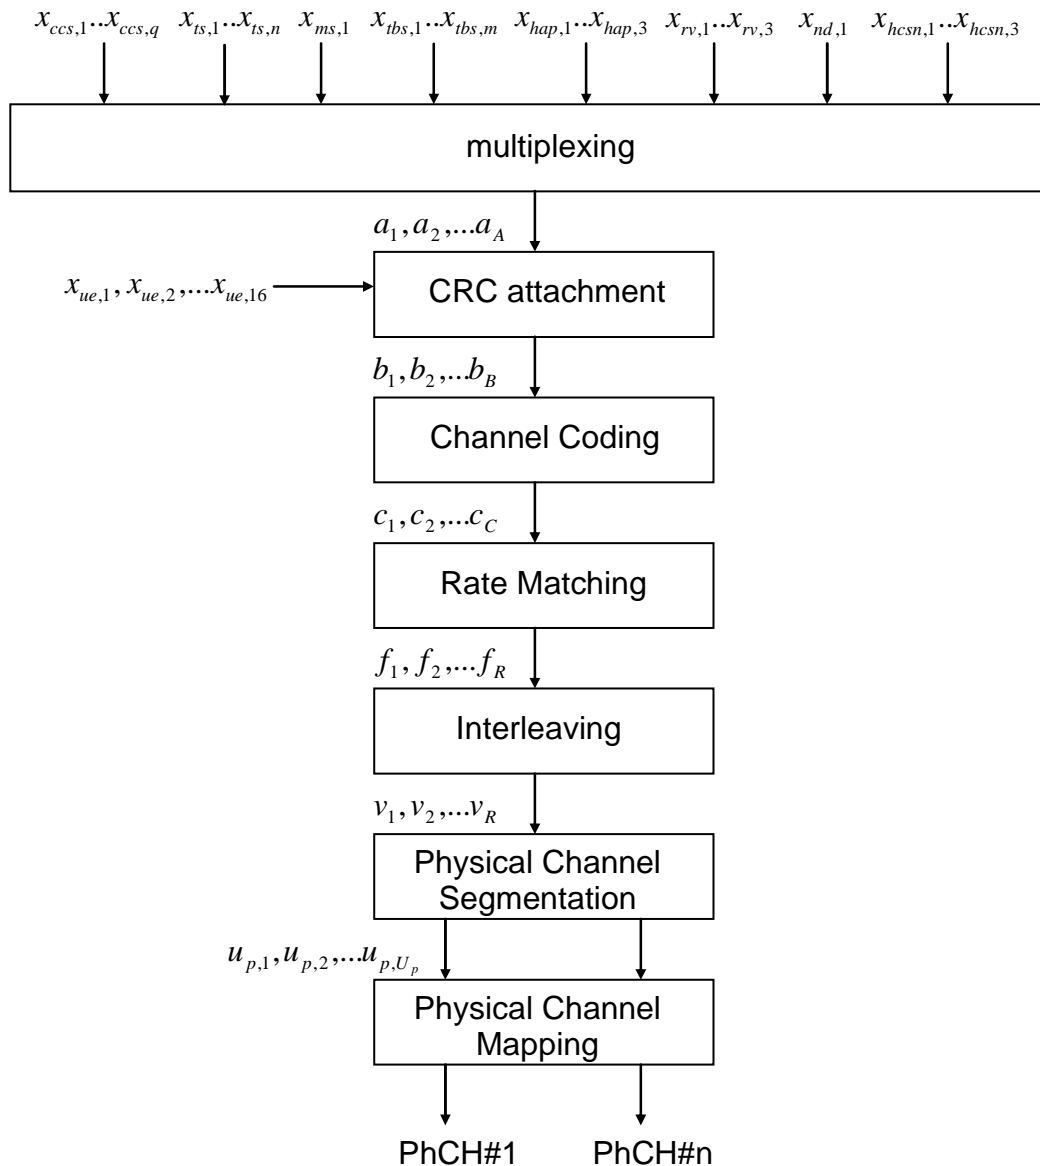 x_{ccs,1}..x_{ccs,q} x_{ts,1}..x_{ts,n} x_{ms,1} x_{tbs,1}..x_{tbs,m} x_{hap,1}..x_{hap,3} x_{rv,1}..x_{rv,3} x_{nd,1} x_{hcsn,1}..x_{hcsn,3}
multiplexing
a_1, a_2,...a_A
CRC attachment
x_{ue,1}, x_{ue,2},...x_{ue,16}
b_1, b_2,...b_B
Channel Coding
c_1, c_2,...c_C
Rate Matching
f_1, f_2,...f_R
Interleaving
v_1, v_2,...v_R
Physical Channel
Segmentation
u_{p,1}, u_{p,2},...u_{p,U_p}
Physical Channel
Mapping
PhCH#1 PhCH#n